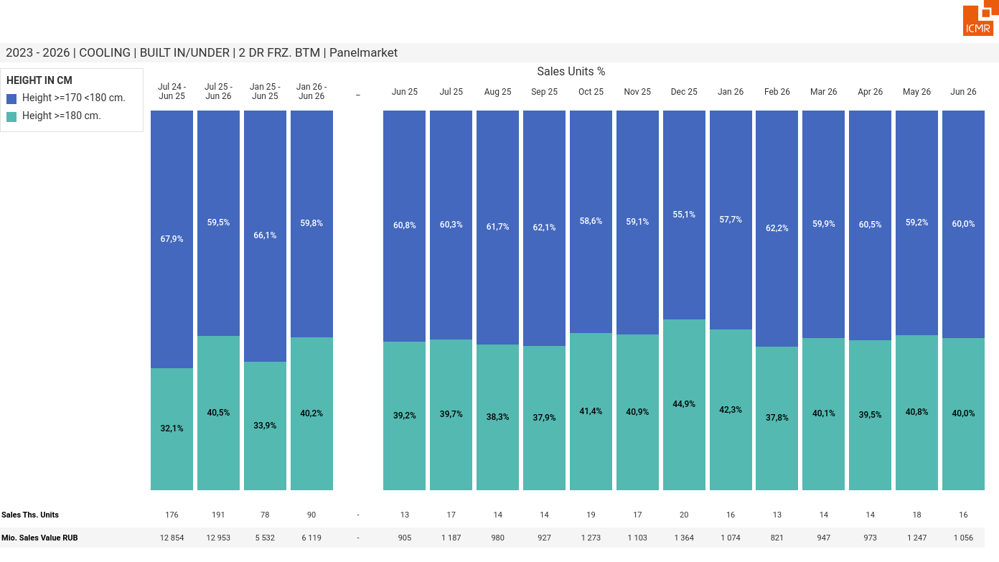 ICMR
2023 - 2026 | COOLING | BUILT IN/UNDER | 2 DR FRZ. BTM | Panelmarket
HEIGHT IN CM
Height >=170 <180 cm.
Height >=180 cm.
Sales Units %
Jul 24 - Jun 25 Jul 25 - Jun 26 Jan 25 - Jun 25 Jan 26 - Jun 26 – Jun 25 Jul 25 Aug 25 Sep 25 Oct 25 Nov 25 Dec 25 Jan 26 Feb 26 Mar 26 Apr 26 May 26 Jun 26
67,9% 59,5% 66,1% 59,8% 60,8% 60,3% 61,7% 62,1% 58,6% 59,1% 55,1% 57,7% 62,2% 59,9% 60,5% 59,2% 60,0%
32,1% 40,5% 33,9% 40,2% 39,2% 39,7% 38,3% 37,9% 41,4% 40,9% 44,9% 42,3% 37,8% 40,1% 39,5% 40,8% 40,0%
Sales Ths. Units 176 191 78 90 - 13 17 14 14 19 17 20 16 13 14 14 18 16
Mio. Sales Value RUB 12 854 12 953 5 532 6 119 - 905 1 187 980 927 1 273 1 103 1 364 1 074 821 947 973 1 247 1 056